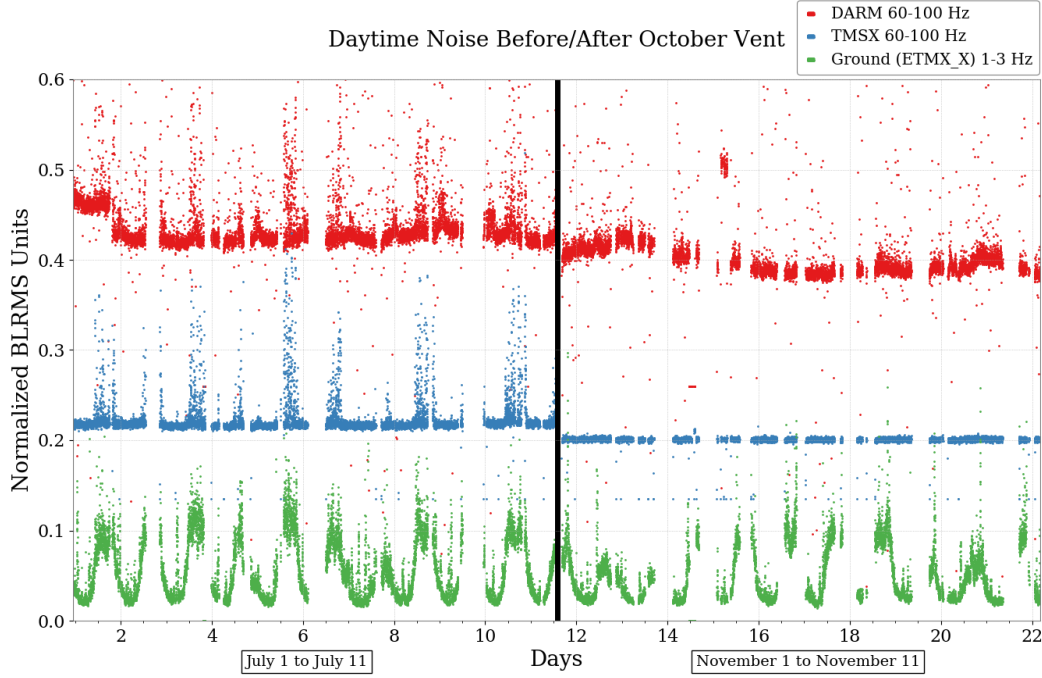 Daytime Noise Before/After October Vent
DARM 60-100 Hz
TMSX 60-100 Hz
Ground (ETMX_X) 1-3 Hz
Normalized BLRMS Units
0.6
0.5
0.4
0.3
0.2
0.1
0.0
2 4 6 8 10 12 14 16 18 20 22
July 1 to July 11
Days
November 1 to November 11